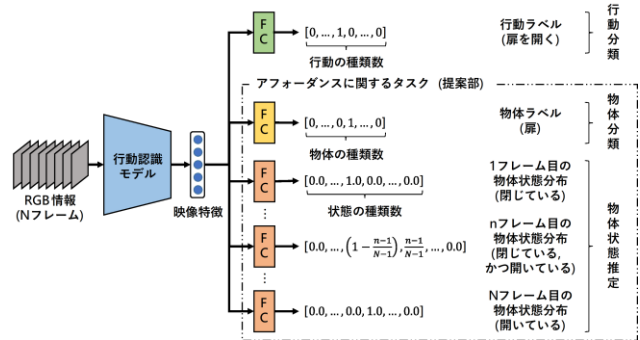 FC
[0, …, 1, 0, …, 0]
行動の種類数
行動ラベル
(扉を開く)
行動分類
アフォーダンスに関するタスク (提案部)
FC
[0, …, 0, 1, …, 0]
物体の種類数
物体ラベル
(扉)
物体分類
行動認識
モデル
RGB情報
(Nフレーム)
映像特徴
FC
[0.0, …, 1.0, 0.0, …, 0.0]
状態の種類数
1フレーム目の
物体状態分布
(閉じている)
⋮
FC
[0.0, …, (1 − \frac{n−1}{N−1}), \frac{n−1}{N−1}, …, 0.0]
nフレーム目の
物体状態分布
(閉じている,
かつ開いている)
物体状態推定
⋮
FC
[0.0, …, 0.0, 1.0, …, 0.0]
Nフレーム目の
物体状態分布
(開いている)